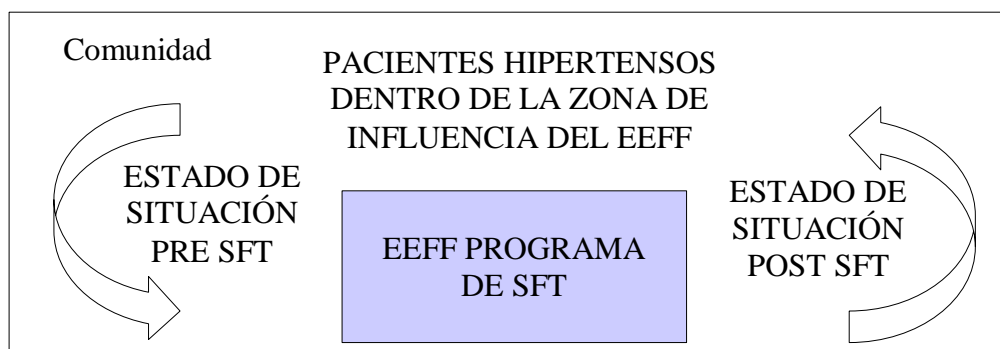 Comunidad
PACIENTES HIPERTENSOS
DENTRO DE LA ZONA DE
INFLUENCIA DEL EEFF
ESTADO DE
SITUACIÓN
PRE SFT
EEFF PROGRAMA
DE SFT
ESTADO DE
SITUACIÓN
POST SFT